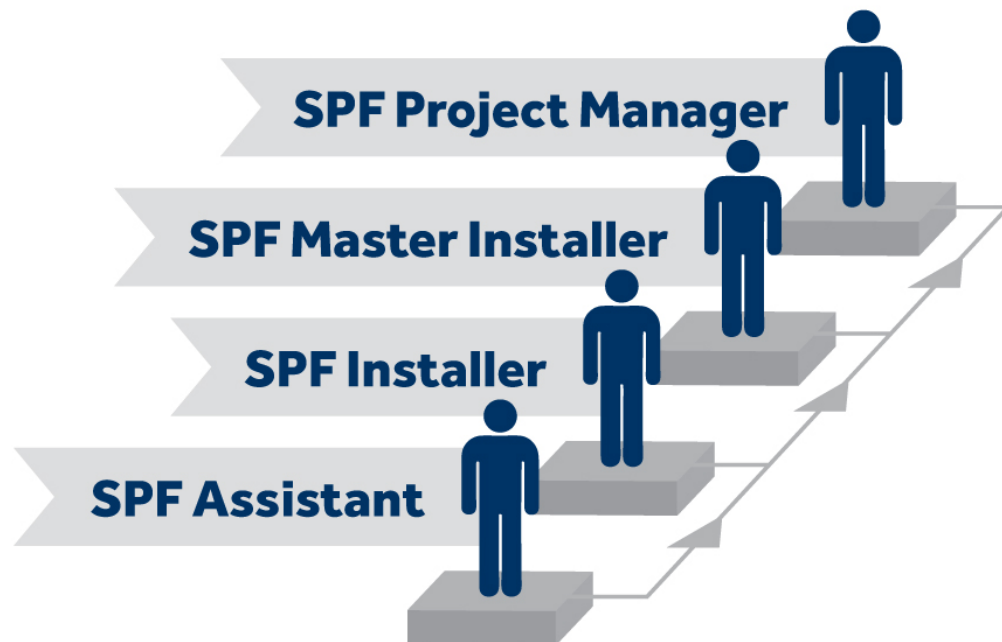 SPF Project Manager
SPF Master Installer
SPF Installer
SPF Assistant